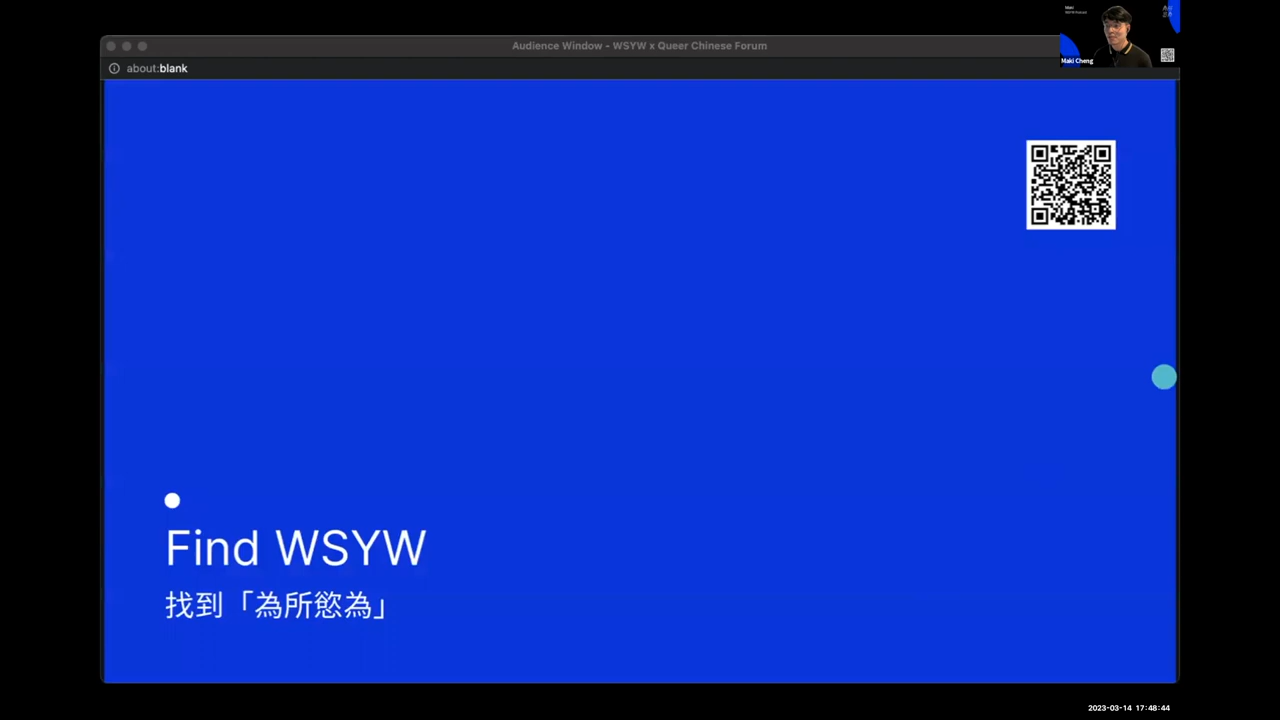 Audience Window - WSYW x Queer Chinese Forum
about:blank
Maki Cheng
Find WSYW
找到「為所慾為」
2023-03-14 17:48:44